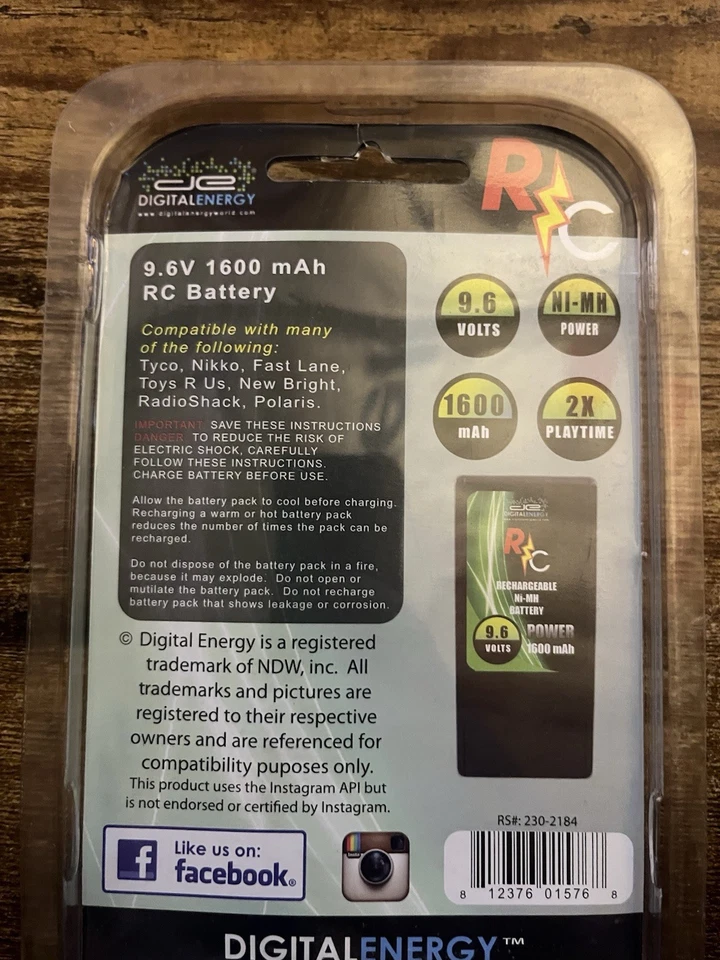 de
DIGITALENERGY
www.digitalenergyworld.com
R C
9.6V 1600 mAh
RC Battery
Compatible with many
of the following:
Tyco, Nikko, Fast Lane,
Toys R Us, New Bright,
RadioShack, Polaris.
IMPORTANT: SAVE THESE INSTRUCTIONS
DANGER: TO REDUCE THE RISK OF
ELECTRIC SHOCK, CAREFULLY
FOLLOW THESE INSTRUCTIONS.
CHARGE BATTERY BEFORE USE.
Allow the battery pack to cool before charging.
Recharging a warm or hot battery pack
reduces the number of times the pack can be
recharged.
Do not dispose of the battery pack in a fire,
because it may explode. Do not open or
mutilate the battery pack. Do not recharge
battery pack that shows leakage or corrosion.
9.6
VOLTS
NI-MH
POWER
1600
mAh
2X
PLAYTIME
de
DIGITALENERGY
R C
RECHARGEABLE
Ni-MH
BATTERY
9.6
VOLTS
POWER
1600 mAh
© Digital Energy is a registered
trademark of NDW, inc. All
trademarks and pictures are
registered to their respective
owners and are referenced for
compatibility puposes only.
This product uses the Instagram API but
is not endorsed or certified by Instagram.
f
Like us on:
facebook®
RS#: 230-2184
8 12376 01576 8
DIGITALENERGY™